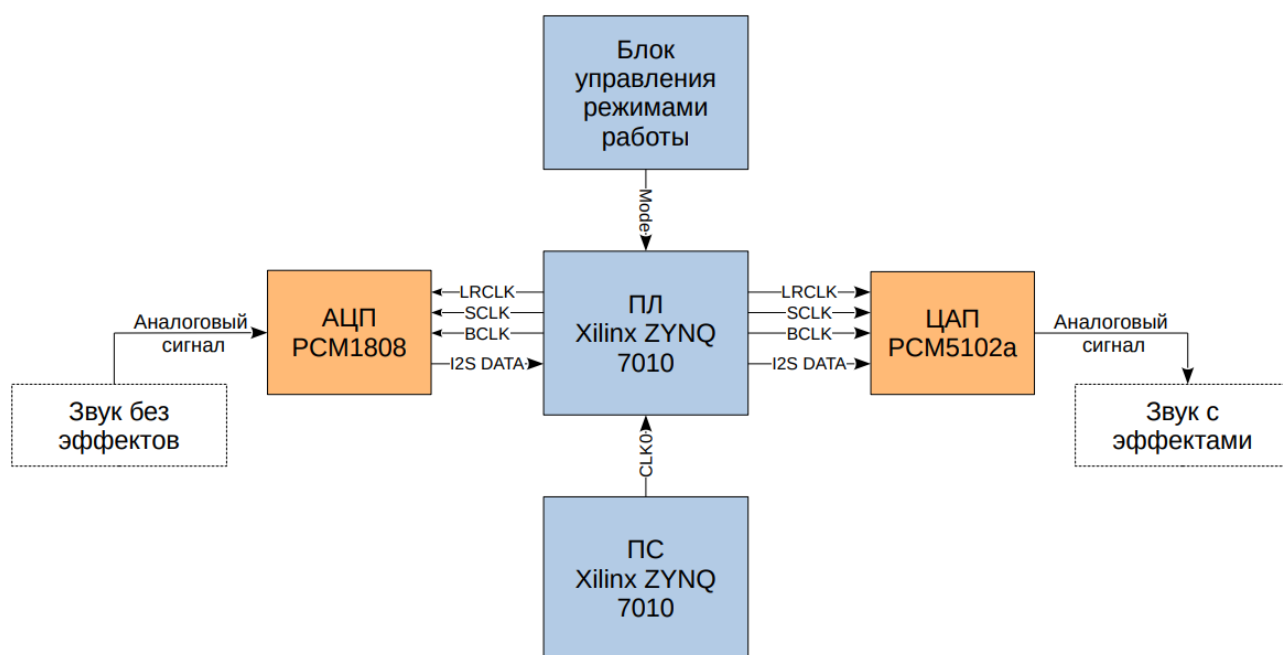 Блок
управления
режимами
работы
Mode
Аналоговый
сигнал
Звук без
эффектов
АЦП
PCM1808
LRCLK
SCLK
BCLK
I2S DATA
ПЛ
Xilinx ZYNQ
7010
LRCLK
SCLK
BCLK
I2S DATA
ЦАП
PCM5102a
Аналоговый
сигнал
Звук с
эффектами
CLK0
ПС
Xilinx ZYNQ
7010